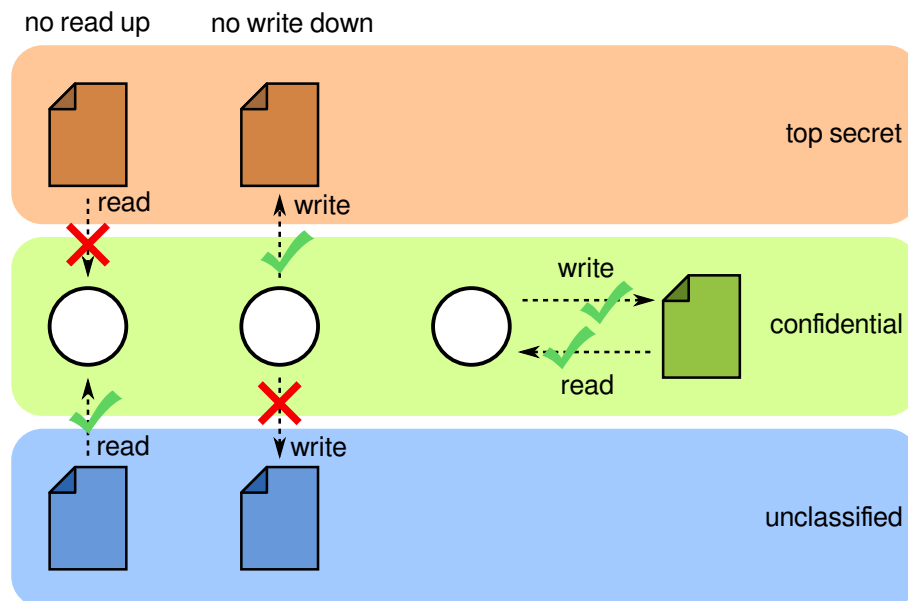 no read up
no write down
top secret
read
write
write
confidential
read
read
write
unclassified